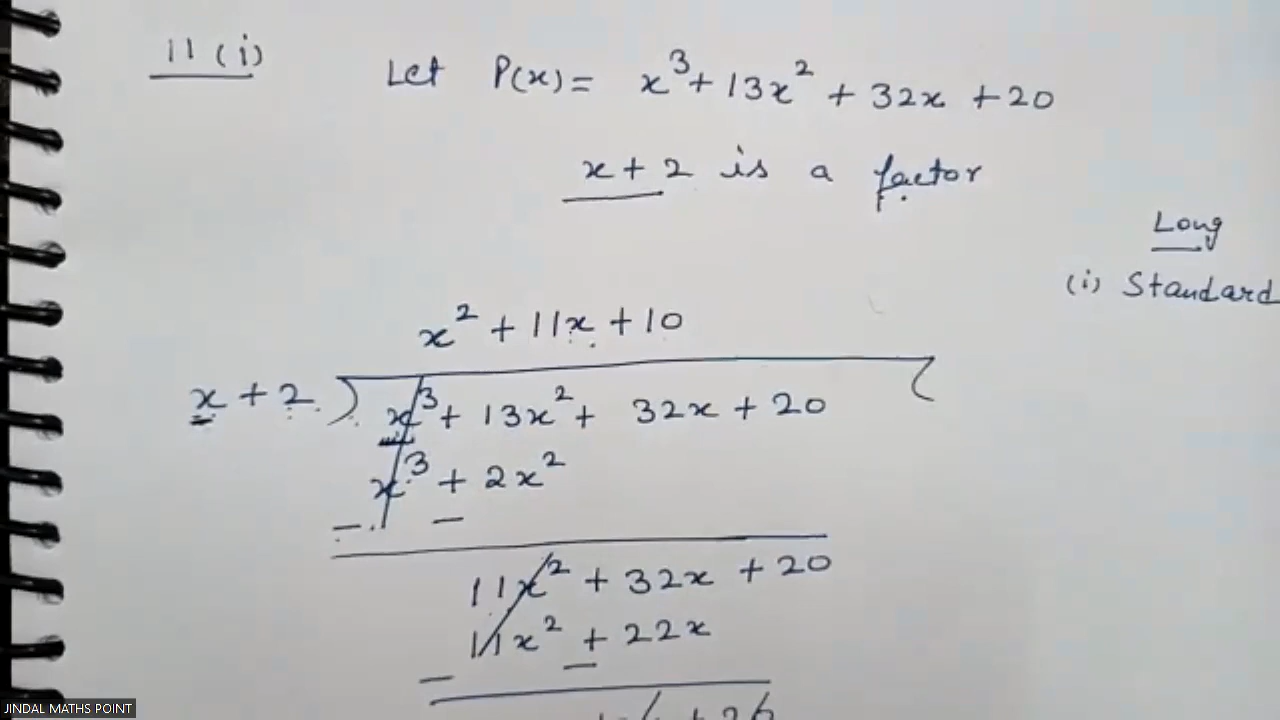 11 (i)
Let P(x) = x³ + 13x² + 32x + 20
x + 2 is a factor
Long
(i) Standard
x² + 11x + 10
x + 2 ) x³ + 13x² + 32x + 20
x³ + 2x²
− −
11x² + 32x + 20
11x² + 22x
− −
JINDAL MATHS POINT